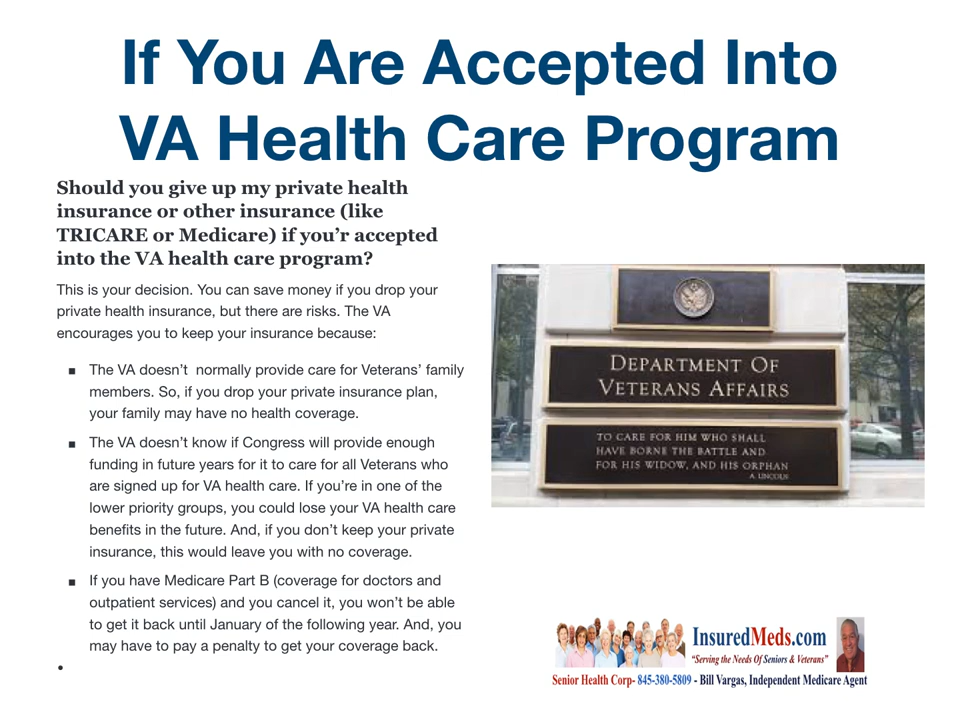 If You Are Accepted Into
VA Health Care Program
Should you give up my private health
insurance or other insurance (like
TRICARE or Medicare) if you’r accepted
into the VA health care program?
This is your decision. You can save money if you drop your
private health insurance, but there are risks. The VA
encourages you to keep your insurance because:
▪ The VA doesn’t  normally provide care for Veterans’ family
members. So, if you drop your private insurance plan,
your family may have no health coverage.
▪ The VA doesn’t know if Congress will provide enough
funding in future years for it to care for all Veterans who
are signed up for VA health care. If you’re in one of the
lower priority groups, you could lose your VA health care
benefits in the future. And, if you don’t keep your private
insurance, this would leave you with no coverage.
▪ If you have Medicare Part B (coverage for doctors and
outpatient services) and you cancel it, you won’t be able
to get it back until January of the following year. And, you
may have to pay a penalty to get your coverage back.
•
DEPARTMENT OF
VETERANS AFFAIRS
TO CARE FOR HIM WHO SHALL
HAVE BORNE THE BATTLE AND
FOR HIS WIDOW, AND HIS ORPHAN
A. LINCOLN
InsuredMeds.com
“Serving the Needs Of Seniors & Veterans”
Senior Health Corp- 845-380-5809 - Bill Vargas, Independent Medicare Agent